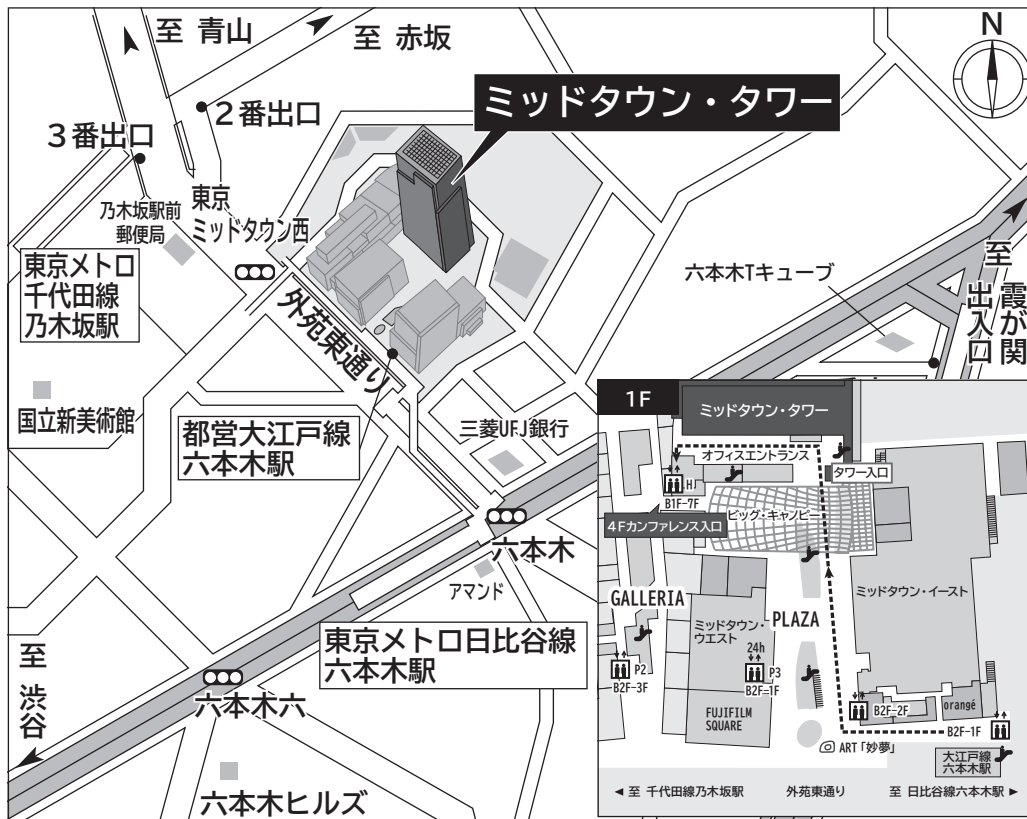 至 青山
至 赤坂
N
ミッドタウン・タワー
2番出口
3番出口
東京
ミッドタウン西
乃木坂駅前
郵便局
東京メトロ
千代田線
乃木坂駅
外苑東通り
六本木Tキューブ
至 霞が関
出入口
国立新美術館
都営大江戸線
六本木駅
三菱UFJ銀行
六本木
アマンド
東京メトロ日比谷線
六本木駅
至 渋谷
六本木六
六本木ヒルズ
1F
ミッドタウン・タワー
オフィスエントランス
タワー入口
H
B1F-7F
ビッグ・キャノピー
4Fカンファレンス入口
GALLERIA
ミッドタウン・
ウエスト
PLAZA
ミッドタウン・イースト
24h
P2
B2F-3F
P3
B2F-1F
FUJIFILM
SQUARE
B2F-2F
orangé
B2F-1F
ART「妙夢」
大江戸線
六本木駅
◀ 至 千代田線乃木坂駅
外苑東通り
至 日比谷線六本木駅 ▶